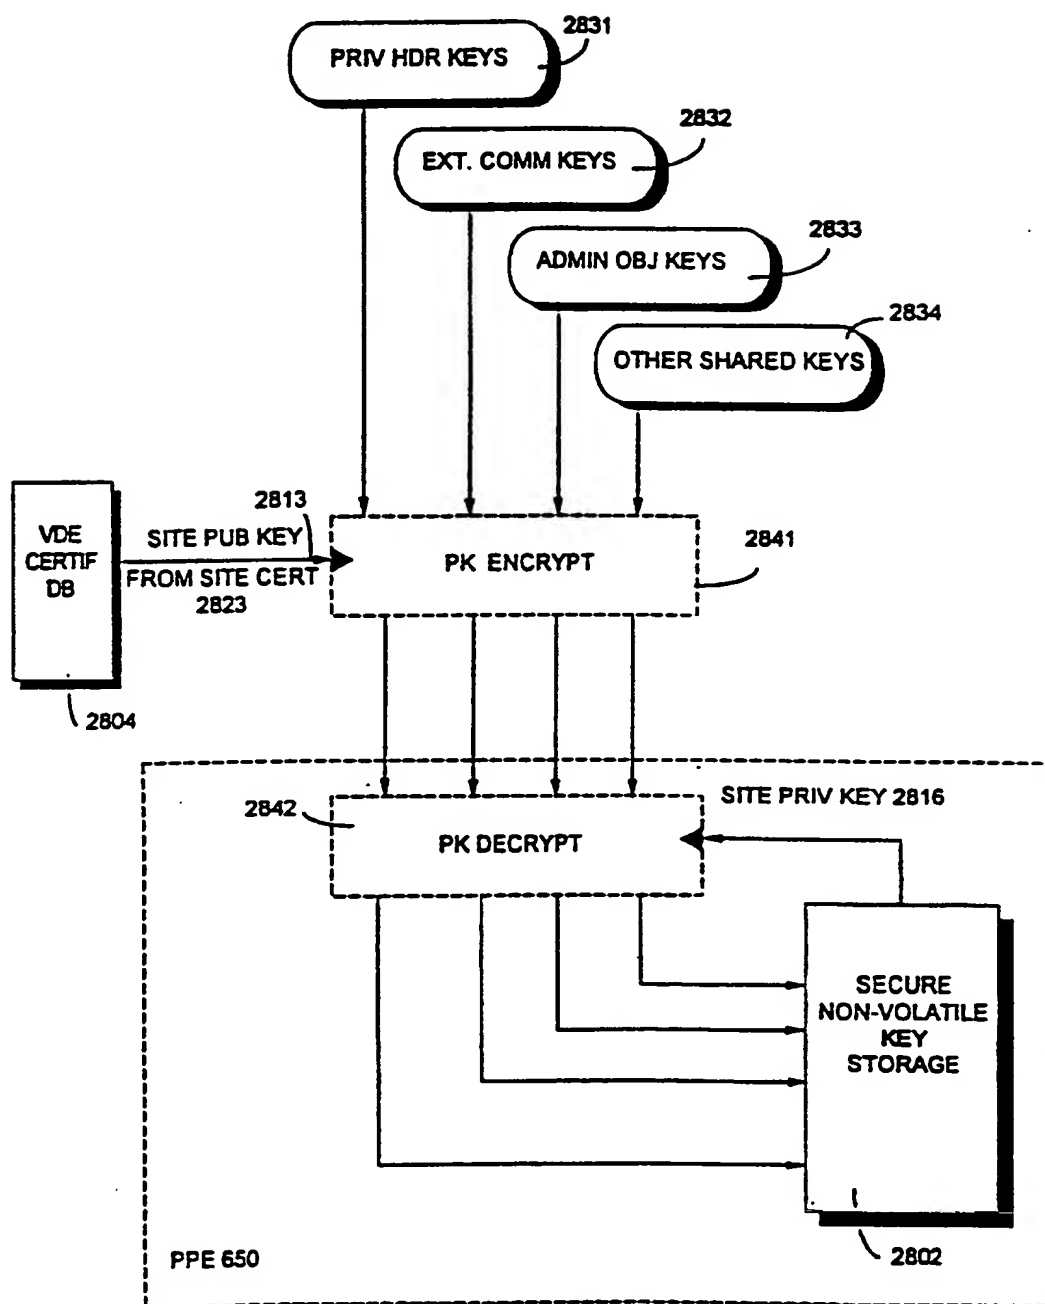 2831
PRIV HDR KEYS
2832
EXT. COMM KEYS
2833
ADMIN OBJ KEYS
2834
OTHER SHARED KEYS
2813
VDE
CERTIF
DB
SITE PUB KEY
FROM SITE CERT
2823
PK ENCRYPT
2841
2804
2842
SITE PRIV KEY 2816
PK DECRYPT
SECURE
NON-VOLATILE
KEY
STORAGE
PPE 650
2802